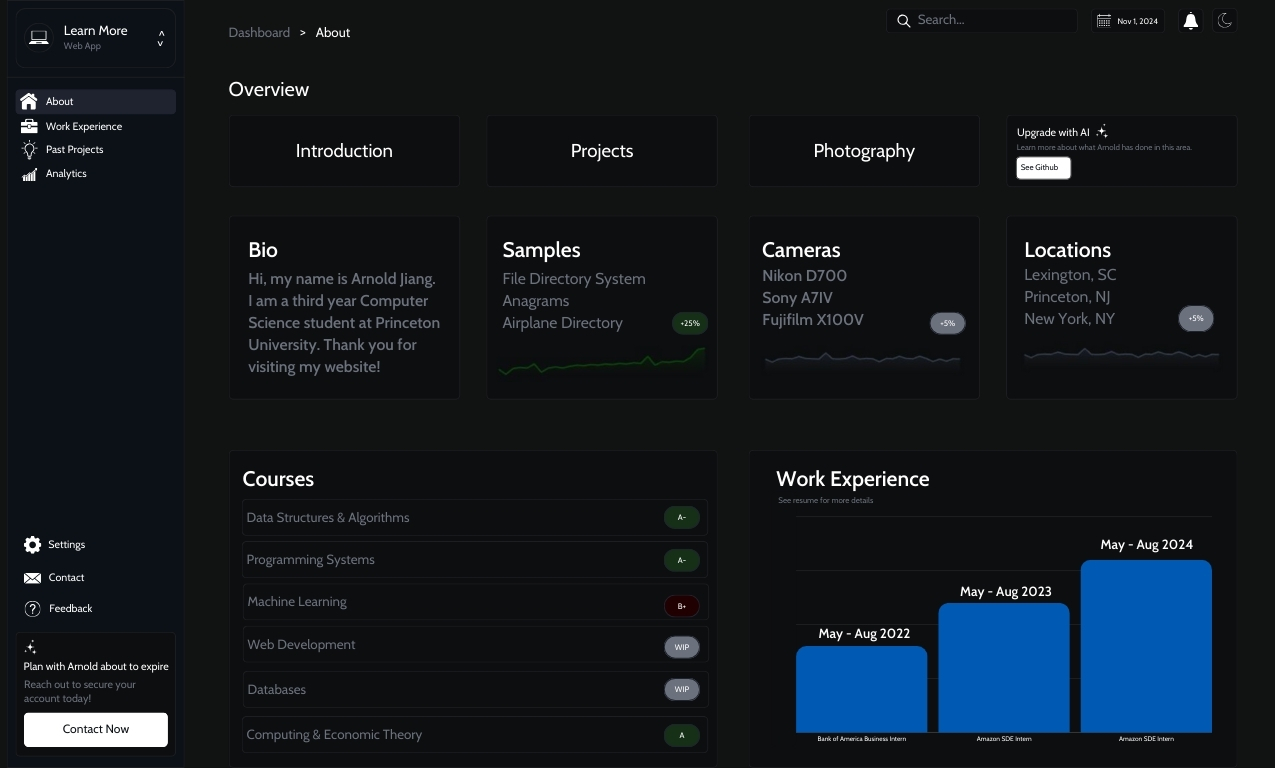 Learn More
Web App
About
Work Experience
Past Projects
Analytics
Settings
Contact
Feedback
Plan with Arnold about to expire
Reach out to secure your
account today!
Contact Now
Dashboard > About
Search...
Nov 1, 2024
Overview
Introduction
Projects
Photography
Upgrade with AI
Learn more about what Arnold has done in this area.
See Github
Bio
Hi, my name is Arnold Jiang.
I am a third year Computer
Science student at Princeton
University. Thank you for
visiting my website!
Samples
File Directory System
Anagrams
Airplane Directory
+25%
Cameras
Nikon D700
Sony A7IV
Fujifilm X100V
+5%
Locations
Lexington, SC
Princeton, NJ
New York, NY
+5%
Courses
Data Structures & Algorithms A-
Programming Systems A-
Machine Learning B+
Web Development WIP
Databases WIP
Computing & Economic Theory A
Work Experience
See resume for more details
May - Aug 2022
May - Aug 2023
May - Aug 2024
Bank of America Business Intern
Amazon SDE Intern
Amazon SDE Intern